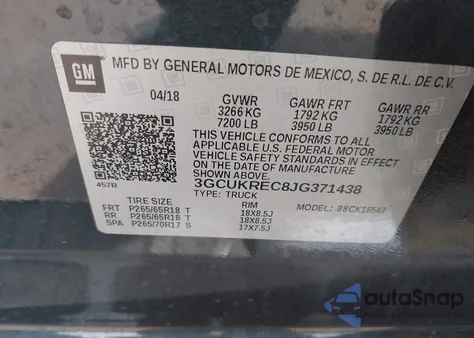 GM
MFD BY GENERAL MOTORS DE MEXICO, S. DE R.L. DE C.V.
04/18 GVWR GAWR FRT GAWR RR
3266 KG 1792 KG 1792 KG
7200 LB 3950 LB 3950 LB
THIS VEHICLE CONFORMS TO ALL
APPLICABLE U.S. FEDERAL MOTOR
VEHICLE SAFETY STANDARDS IN EFFECT
ON THE DATE OF MANUFACTURE
SHOWN ABOVE.
457B
3GCUKREC8JG371438
TYPE: TRUCK MODEL: 88CK15543
TIRE SIZE RIM
FRT P265/65R18 T 18X8.5J
RR P265/65R18 T 18X8.5J
SPA P265/70R17 S 17X7.5J
autoSnap